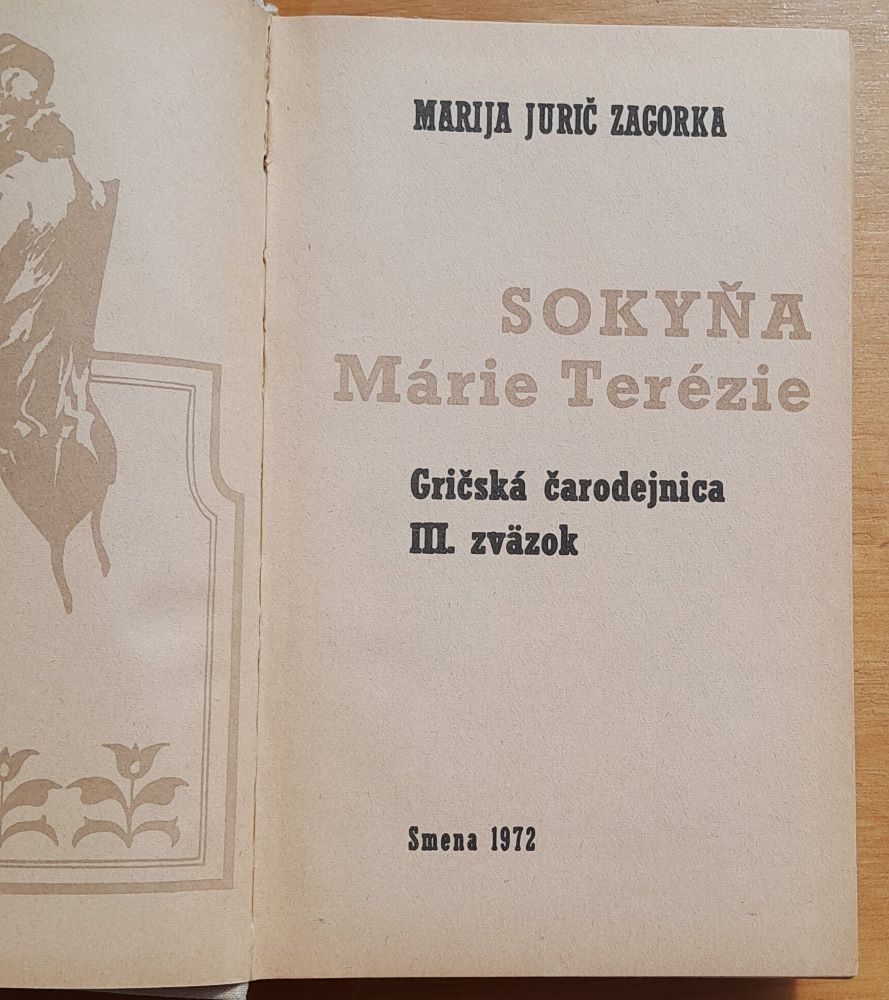 MARIJA JURIČ ZAGORKA
SOKYŇA
Márie Terézie
Gričská čarodejnica
III. zväzok
Smena 1972